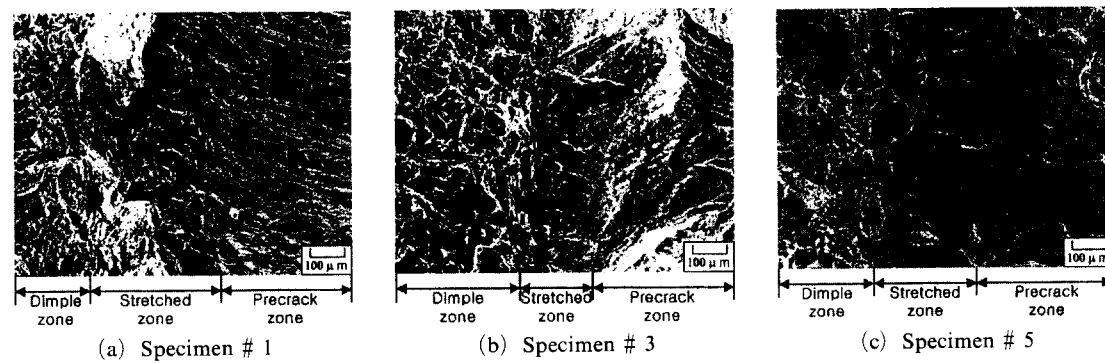 100 μm
100 μm
100 μm
Dimple zone
Stretched zone
Precrack zone
Dimple zone
Stretched zone
Precrack zone
Dimple zone
Stretched zone
Precrack zone
(a) Specimen # 1
(b) Specimen # 3
(c) Specimen # 5